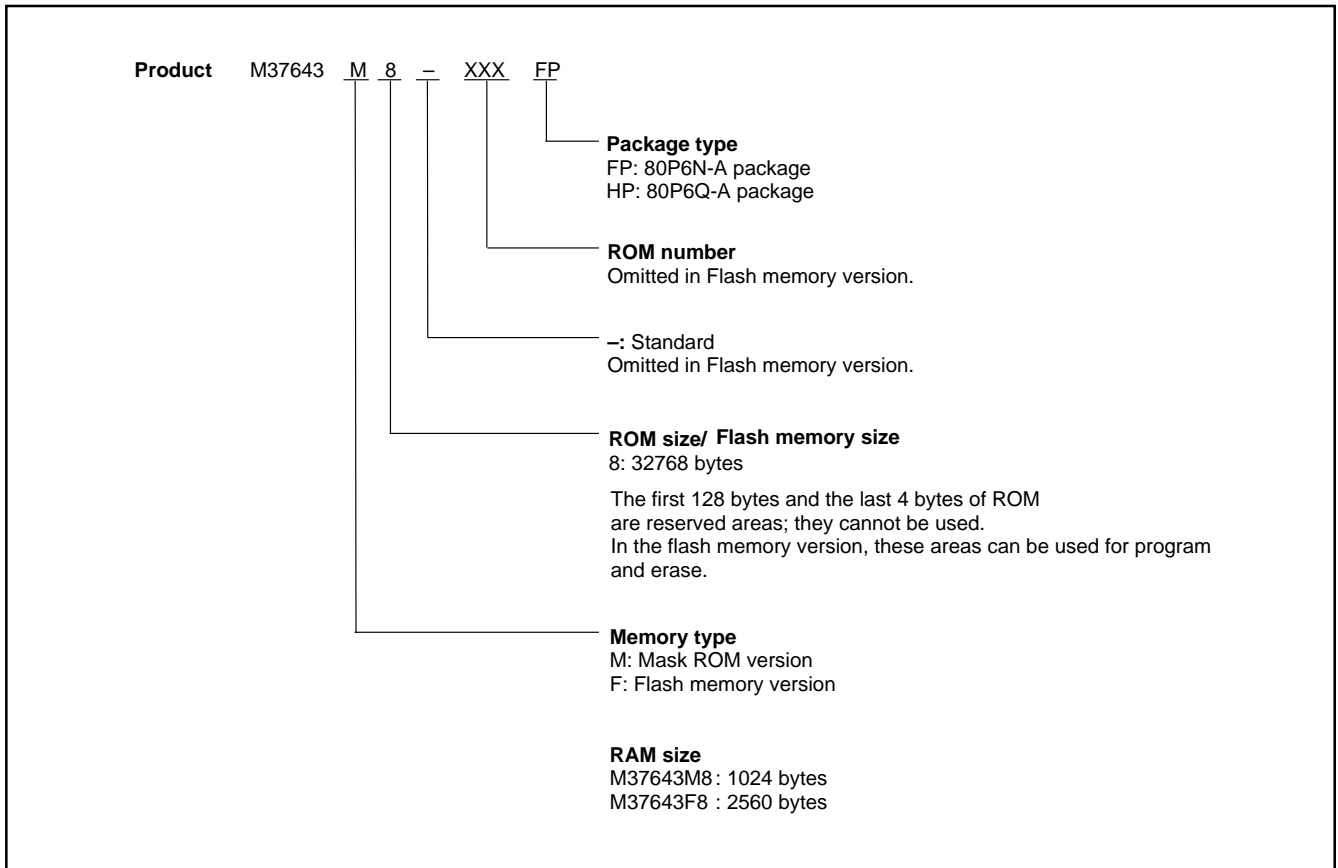 Product M37643 M 8 – XXX FP
Package type
FP: 80P6N-A package
HP: 80P6Q-A package
ROM number
Omitted in Flash memory version.
–: Standard
Omitted in Flash memory version.
ROM size/ Flash memory size
8: 32768 bytes
The first 128 bytes and the last 4 bytes of ROM
are reserved areas; they cannot be used.
In the flash memory version, these areas can be used for program
and erase.
Memory type
M: Mask ROM version
F: Flash memory version
RAM size
M37643M8 : 1024 bytes
M37643F8 : 2560 bytes